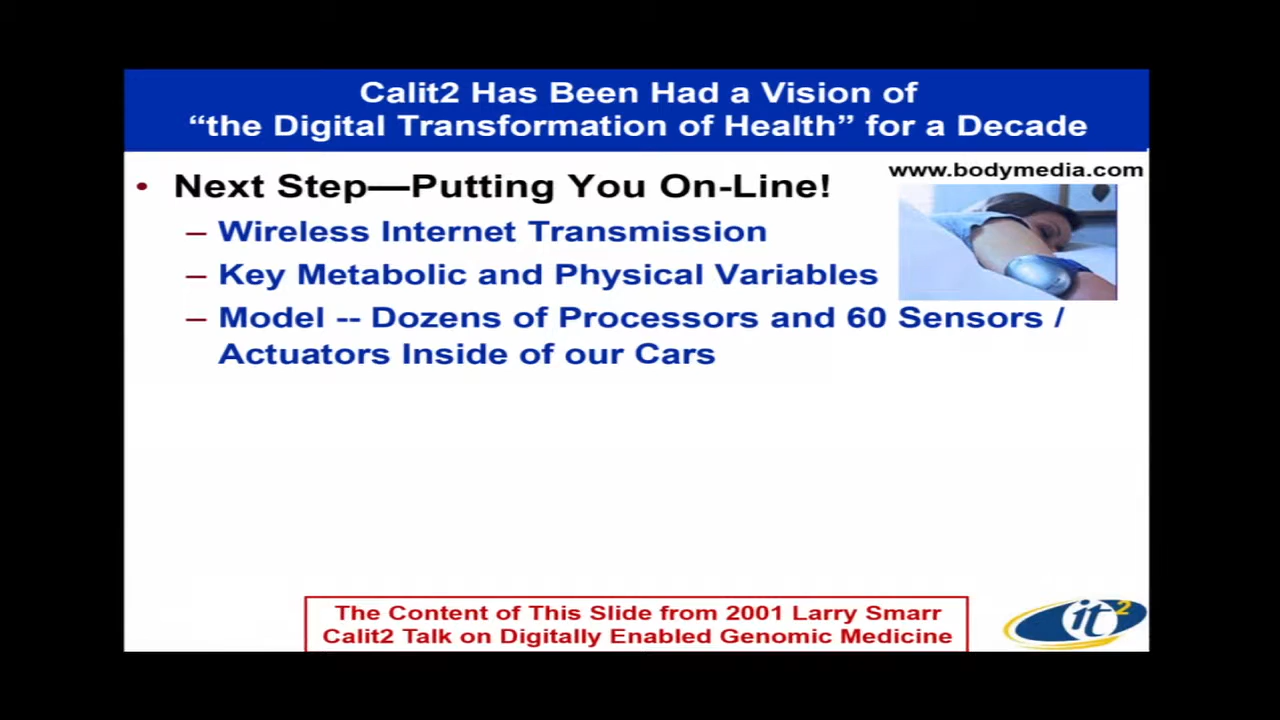 Calit2 Has Been Had a Vision of
“the Digital Transformation of Health” for a Decade
www.bodymedia.com
• Next Step—Putting You On-Line!
– Wireless Internet Transmission
– Key Metabolic and Physical Variables
– Model -- Dozens of Processors and 60 Sensors /
Actuators Inside of our Cars
The Content of This Slide from 2001 Larry Smarr
Calit2 Talk on Digitally Enabled Genomic Medicine
it2